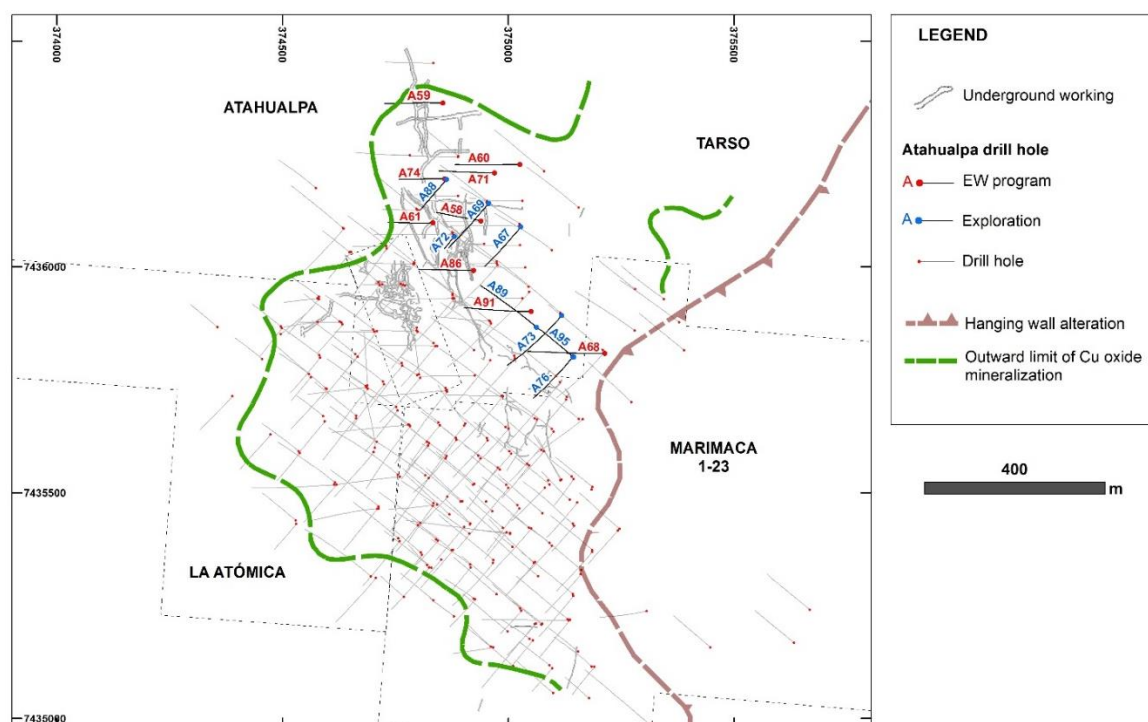 374000
374500
375000
375500
ATAHUALPA
TARSO
A59
A60
A71
A74
A88
A69
A58
A61
A72
A67
7436000
A86
A89
A91
A73
A95
A68
A76
MARIMACA
1-23
7435500
LA ATÓMICA
7435000
LEGEND
Underground working
Atahualpa drill hole
A EW program
A Exploration
Drill hole
Hanging wall alteration
Outward limit of Cu oxide
mineralization
400
m